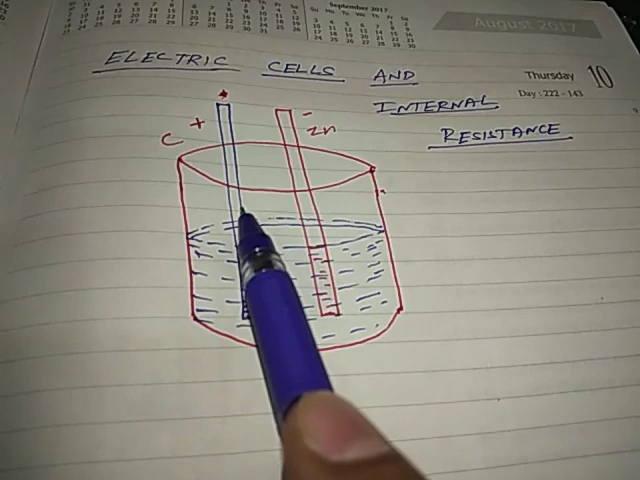 September 2017
August 2017
Thursday 10
Day : 222 - 143
ELECTRIC CELLS AND
INTERNAL
RESISTANCE
+
-
C
Zn